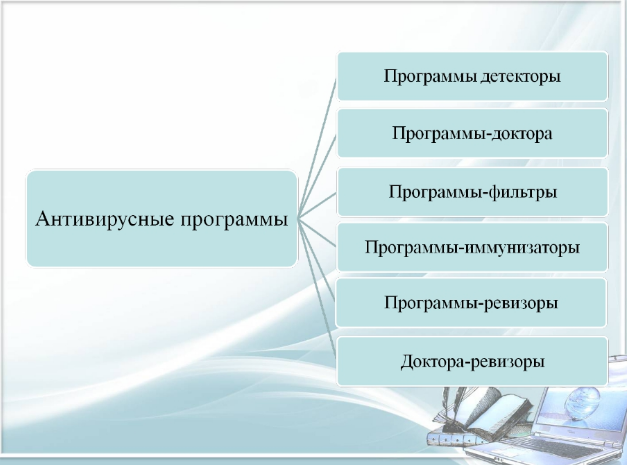 Антивирусные программы
Программы детекторы
Программы-доктора
Программы-фильтры
Программы-иммунизаторы
Программы-ревизоры
Доктора-ревизоры